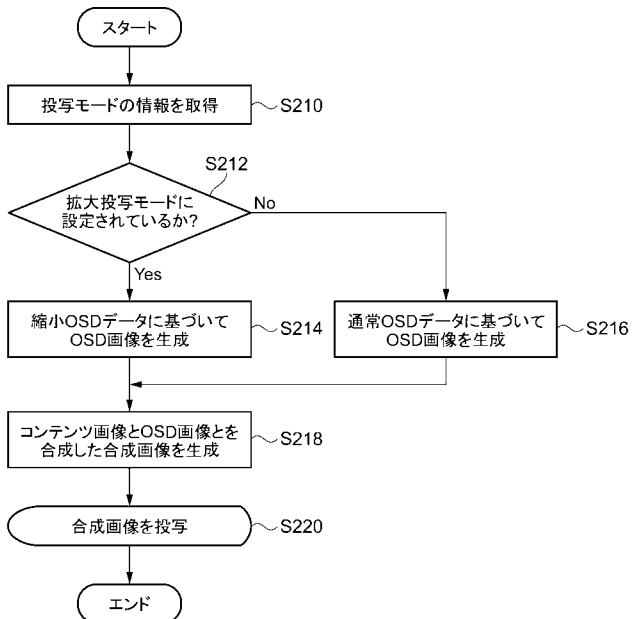 スタート
投写モードの情報を取得
S210
S212
拡大投写モードに
設定されているか?
No
Yes
縮小OSDデータに基づいて
OSD画像を生成
S214
通常OSDデータに基づいて
OSD画像を生成
S216
コンテンツ画像とOSD画像とを
合成した合成画像を生成
S218
合成画像を投写
S220
エンド